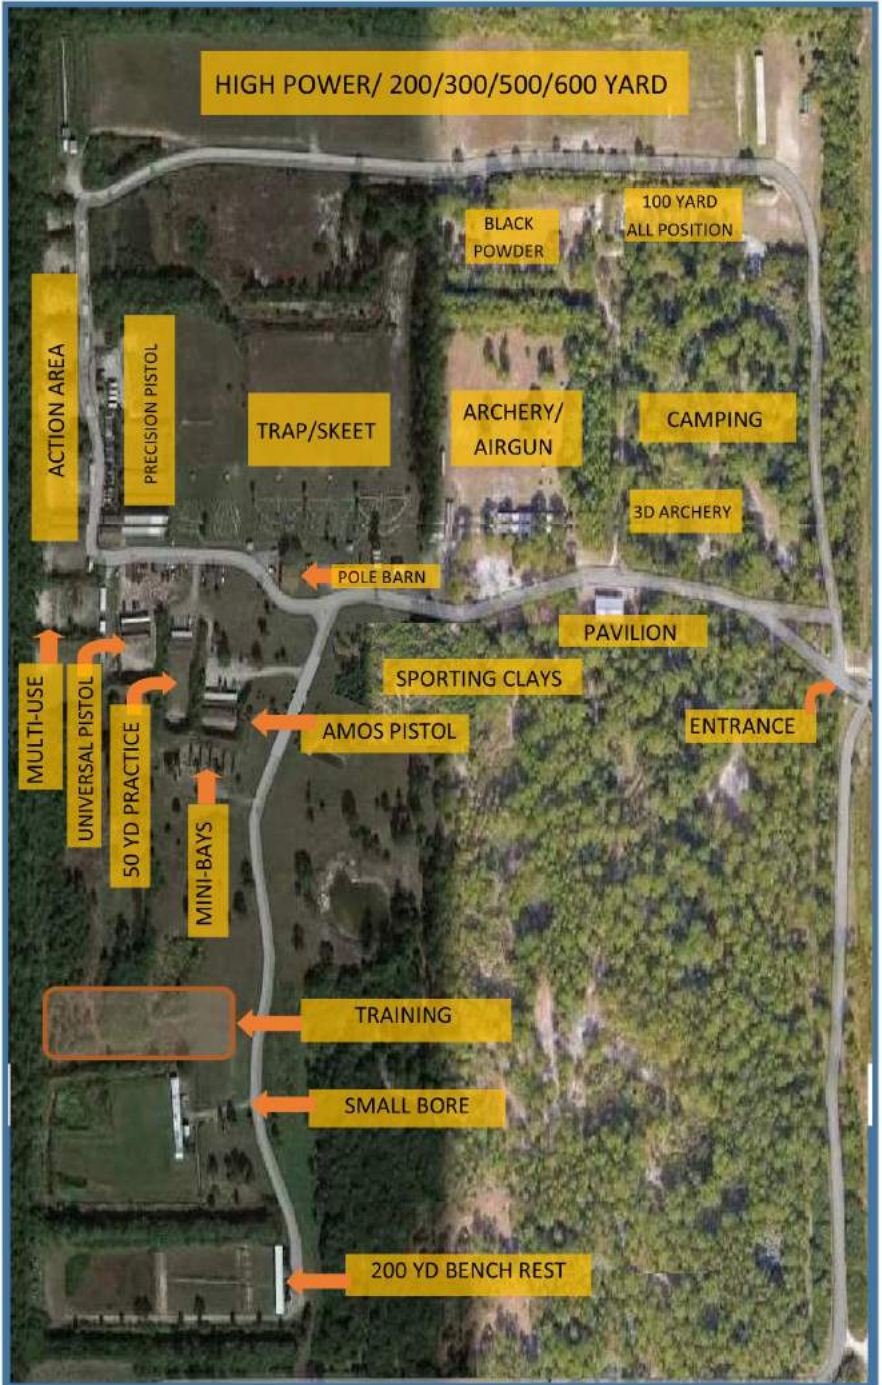 HIGH POWER/ 200/300/500/600 YARD
100 YARD
ALL POSITION
BLACK
POWDER
ACTION AREA
PRECISION PISTOL
TRAP/SKEET
ARCHERY/
AIRGUN
CAMPING
3D ARCHERY
POLE BARN
PAVILION
SPORTING CLAYS
ENTRANCE
MULTI-USE
UNIVERSAL PISTOL
50 YD PRACTICE
AMOS PISTOL
MINI-BAYS
TRAINING
SMALL BORE
200 YD BENCH REST